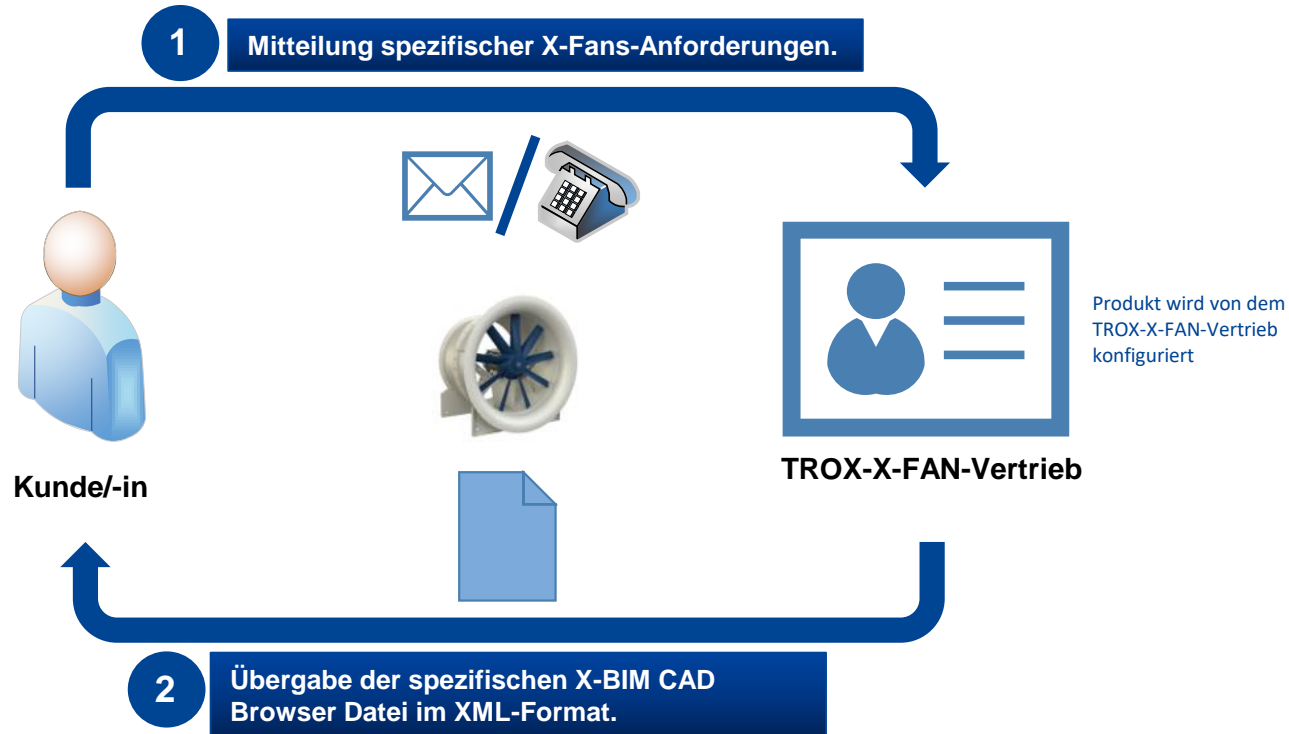 1
Mitteilung spezifischer X-Fans-Anforderungen.
Produkt wird von dem
TROX-X-FAN-Vertrieb
konfiguriert
Kunde/-in
TROX-X-FAN-Vertrieb
2
Übergabe der spezifischen X-BIM CAD
Browser Datei im XML-Format.